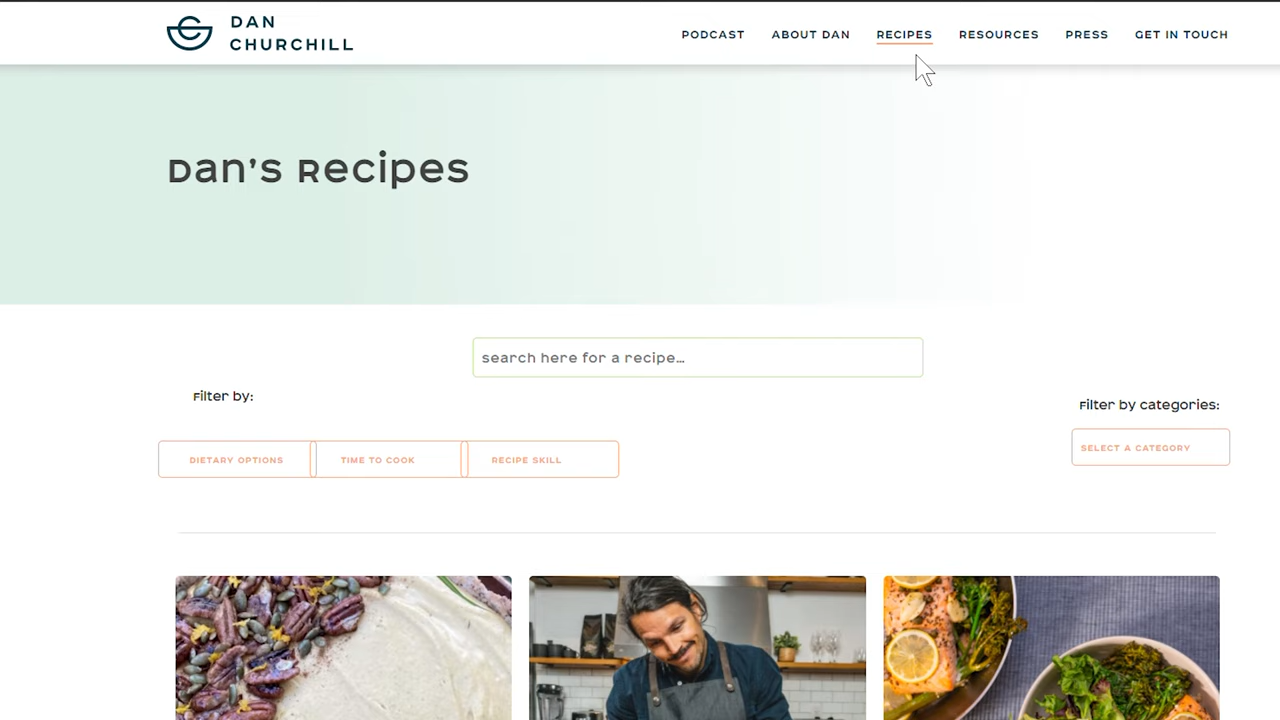 DAN
CHURCHILL
PODCAST ABOUT DAN RECIPES RESOURCES PRESS GET IN TOUCH
Dan's Recipes
search here for a recipe...
Filter by:
Filter by categories:
DIETARY OPTIONS TIME TO COOK RECIPE SKILL
SELECT A CATEGORY